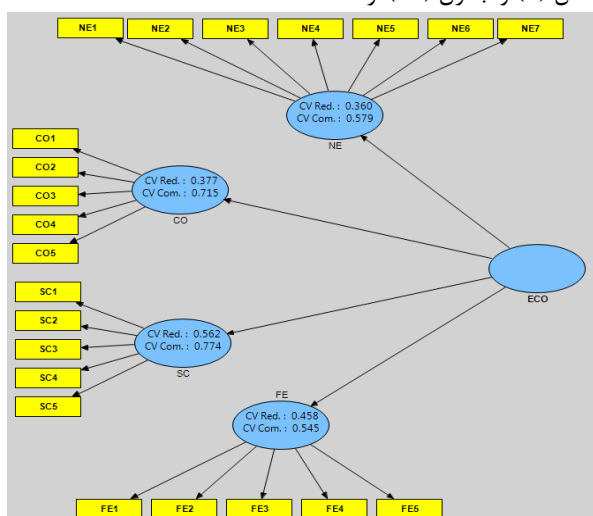 NE1 NE2 NE3 NE4 NE5 NE6 NE7
CV Red. : 0.360
CV Com. : 0.579
NE
CO1
CO2
CO3
CO4
CO5
CV Red. : 0.377
CV Com. : 0.715
CO
ECO
SC1
SC2
SC3
SC4
SC5
CV Red. : 0.562
CV Com. : 0.774
SC
FE
CV Red. : 0.458
CV Com. : 0.545
FE1 FE2 FE3 FE4 FE5